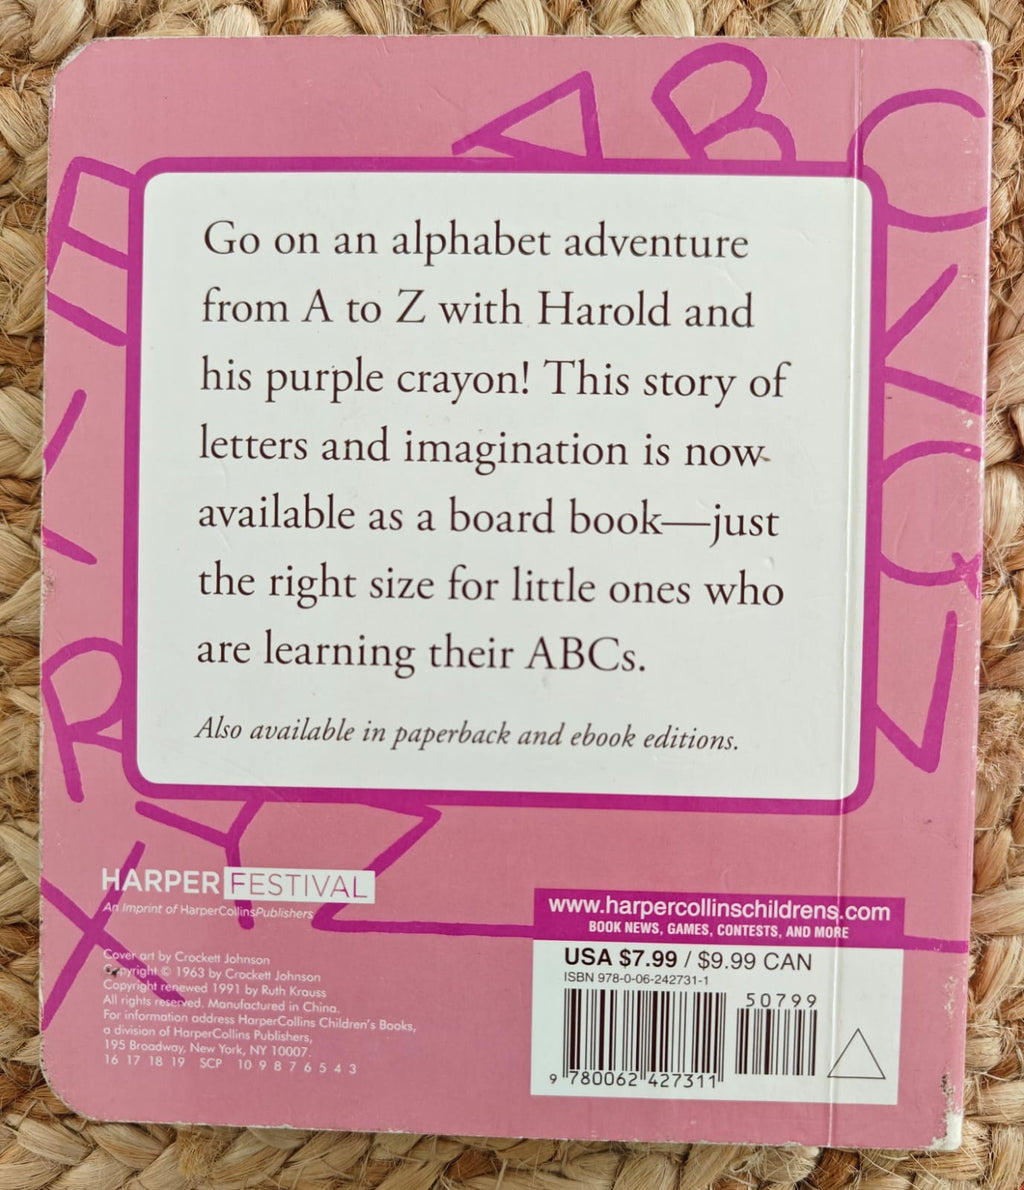 A B C
Go on an alphabet adventure
from A to Z with Harold and
his purple crayon! This story of
letters and imagination is now
available as a board book—just
the right size for little ones who
are learning their ABCs.
Also available in paperback and ebook editions.
R
X Y Z
HARPER FESTIVAL
An Imprint of HarperCollinsPublishers
Cover art by Crockett Johnson
Copyright © 1963 by Crockett Johnson
Copyright renewed 1991 by Ruth Krauss
All rights reserved. Manufactured in China.
For information address HarperCollins Children's Books,
a division of HarperCollins Publishers,
195 Broadway, New York, NY 10007.
16 17 18 19 SCP 10 9 8 7 6 5 4 3
www.harpercollinschildrens.com
BOOK NEWS, GAMES, CONTESTS, AND MORE
USA $7.99 / $9.99 CAN
ISBN 978-0-06-242731-1
50799
9 780062 427311